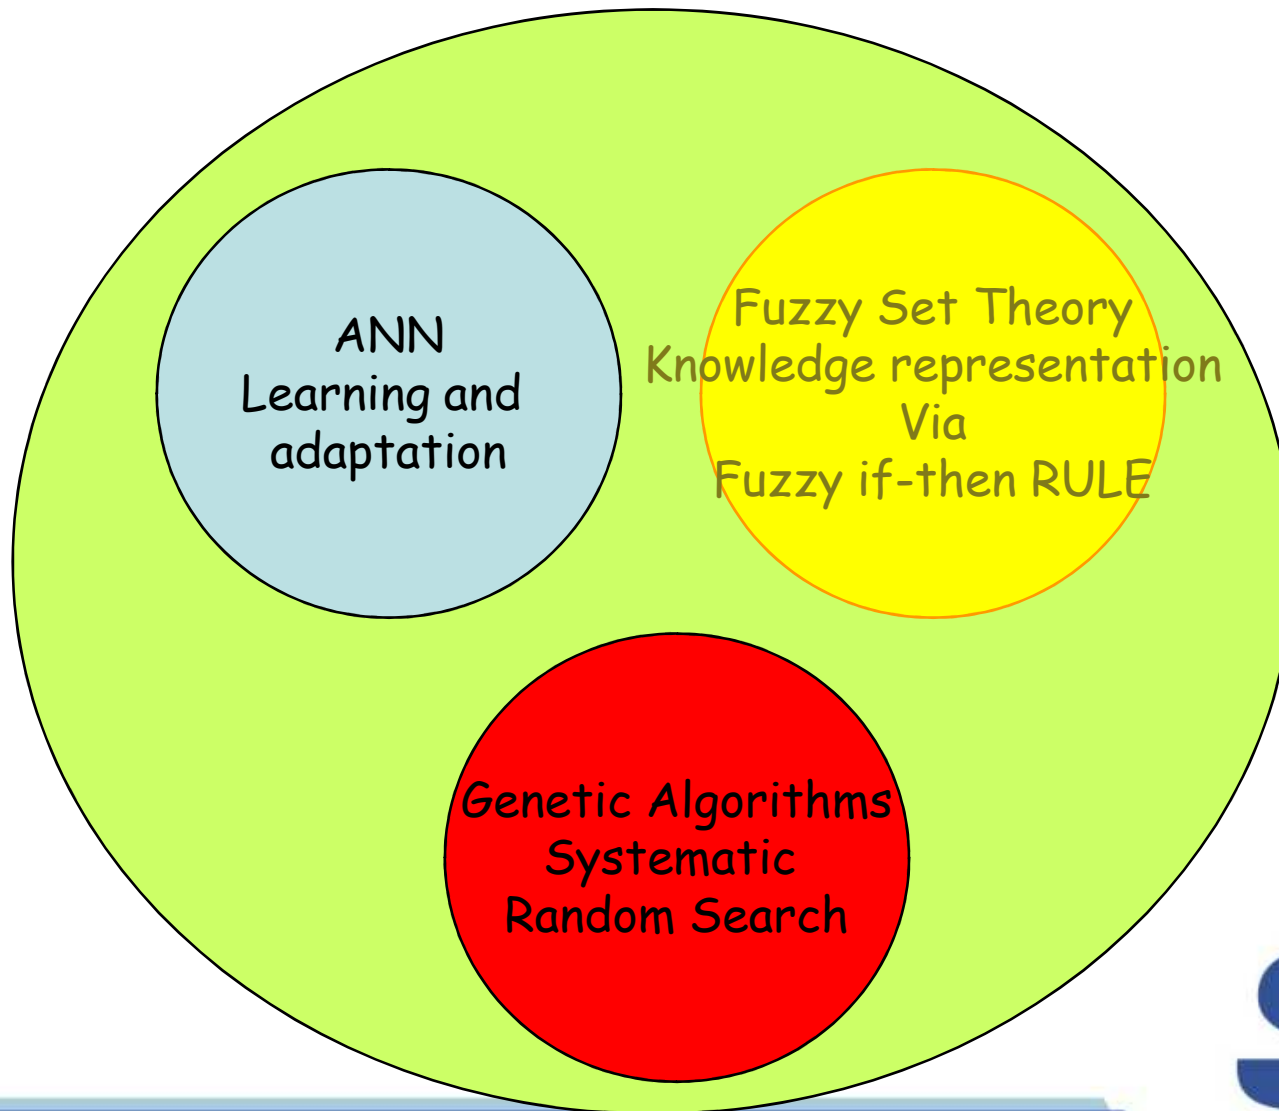 ANN
Learning and
adaptation
Fuzzy Set Theory
Knowledge representation
Via
Fuzzy if-then RULE
Genetic Algorithms
Systematic
Random Search